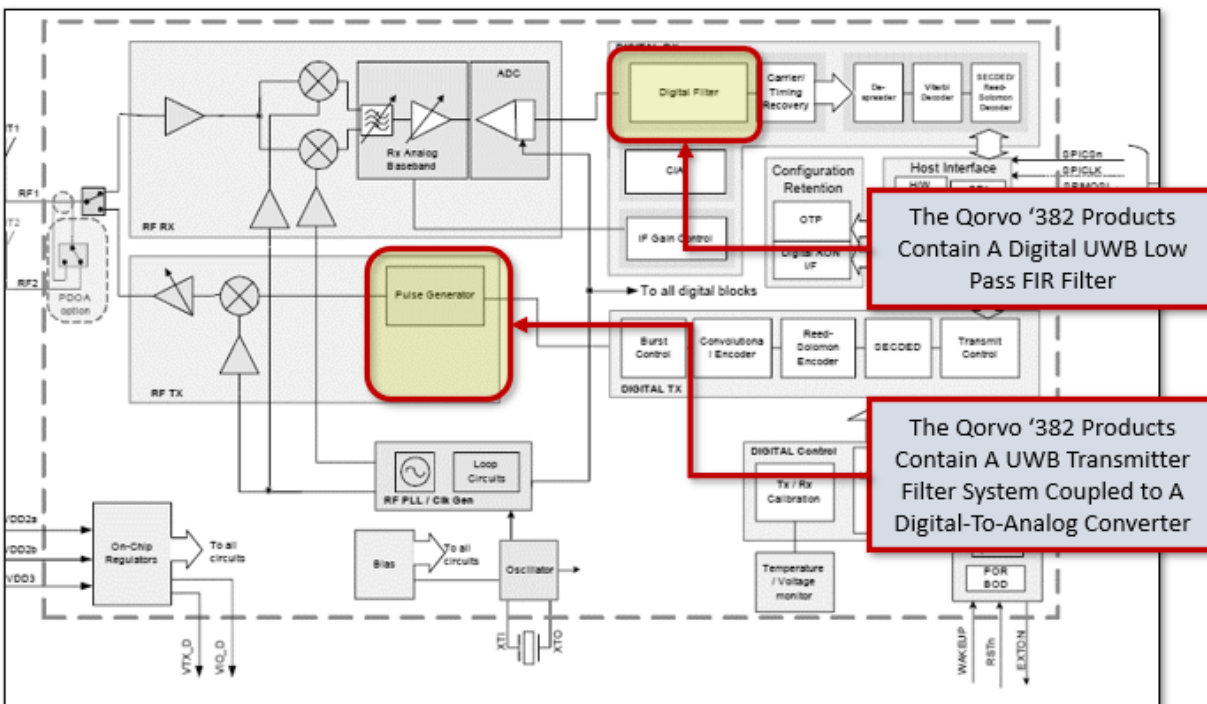 ADC
Digital Filter
Carrier/
Timing
Recovery
De-
spreader
Viterbi
Decoder
SECDED/
Reed-
Solomon
Decoder
Rx Analog
Baseband
RF RX
RF1
RF2
PDOA
option
CIA
IF Gain Control
Configuration
Retention
OTP
Digital AON
I/F
Host Interface
H/W
SPICSn
SPICLK
The Qorvo ‘382 Products
Contain A Digital UWB Low
Pass FIR Filter
To all digital blocks
Pulse Generator
RF TX
Burst
Control
Convolutiona
l Encoder
Reed-
Solomon
Encoder
SECDED
Transmit
Control
DIGITAL TX
The Qorvo ‘382 Products
Contain A UWB Transmitter
Filter System Coupled to A
Digital-To-Analog Converter
Loop
Circuits
RF PLL / Clk Gen
DIGITAL Control
Tx / Rx
Calibration
VDD2a
VDD2b
VDD3
On-Chip
Regulators
To all
circuits
Bias
To all
circuits
Oscillator
Temperature
/ Voltage
monitor
POR
BOD
XTI
XTO
VTX_D
VIO_D
WAKEUP
RSTn
EXTON